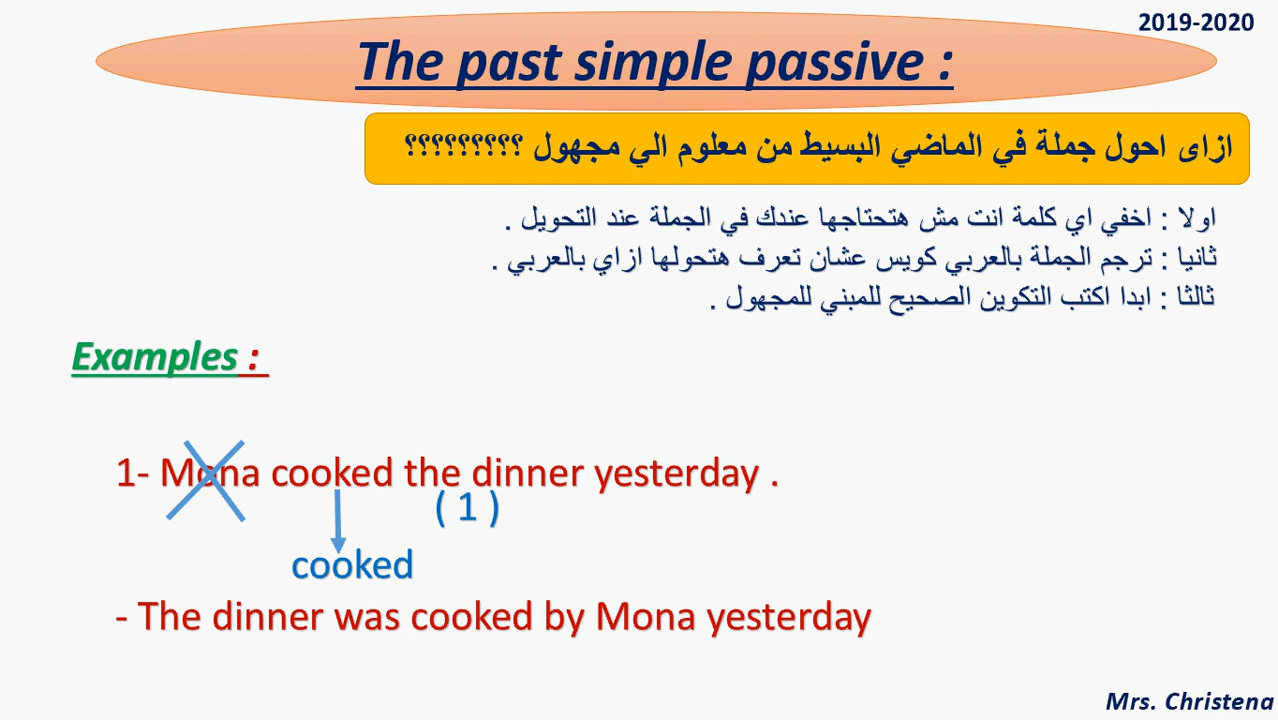 2019-2020
The past simple passive :
ازاى احول جملة في الماضي البسيط من معلوم الي مجهول ؟؟؟؟؟؟؟؟؟
اولا : اخفي اي كلمة انت مش هتحتاجها عندك في الجملة عند التحويل .
ثانيا : ترجم الجملة بالعربي كويس عشان تعرف هتحولها ازاي بالعربي .
ثالثا : ابدا اكتب التكوين الصحيح للمبني للمجهول .
Examples :
1- Mona cooked the dinner yesterday .
( 1 )
cooked
- The dinner was cooked by Mona yesterday
Mrs. Christena